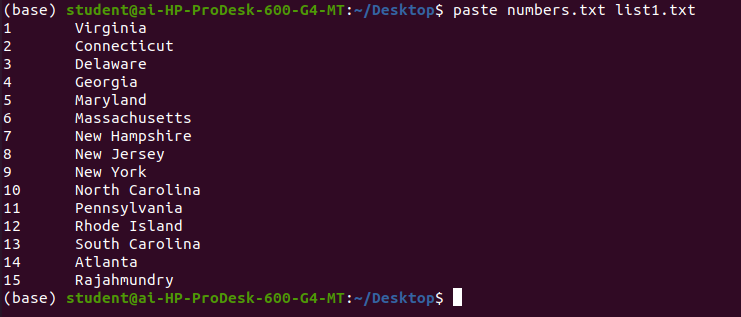 (base) student@ai-HP-ProDesk-600-G4-MT:~/Desktop$ paste numbers.txt list1.txt
1	Virginia
2	Connecticut
3	Delaware
4	Georgia
5	Maryland
6	Massachusetts
7	New Hampshire
8	New Jersey
9	New York
10	North Carolina
11	Pennsylvania
12	Rhode Island
13	South Carolina
14	Atlanta
15	Rajahmundry
(base) student@ai-HP-ProDesk-600-G4-MT:~/Desktop$